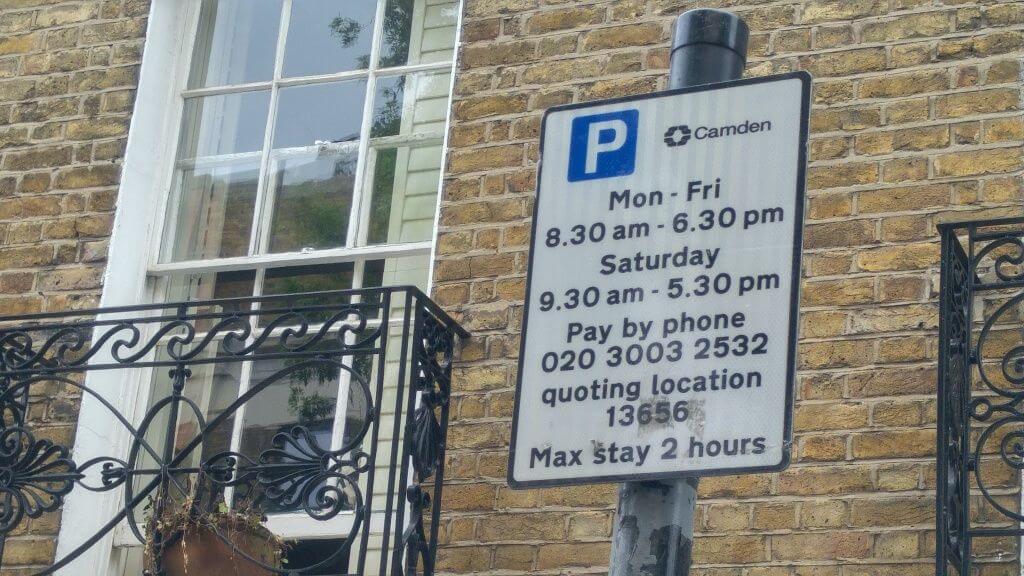 P
Camden
Mon - Fri
8.30 am - 6.30 pm
Saturday
9.30 am - 5.30 pm
Pay by phone
020 3003 2532
quoting location
13656
Max stay 2 hours